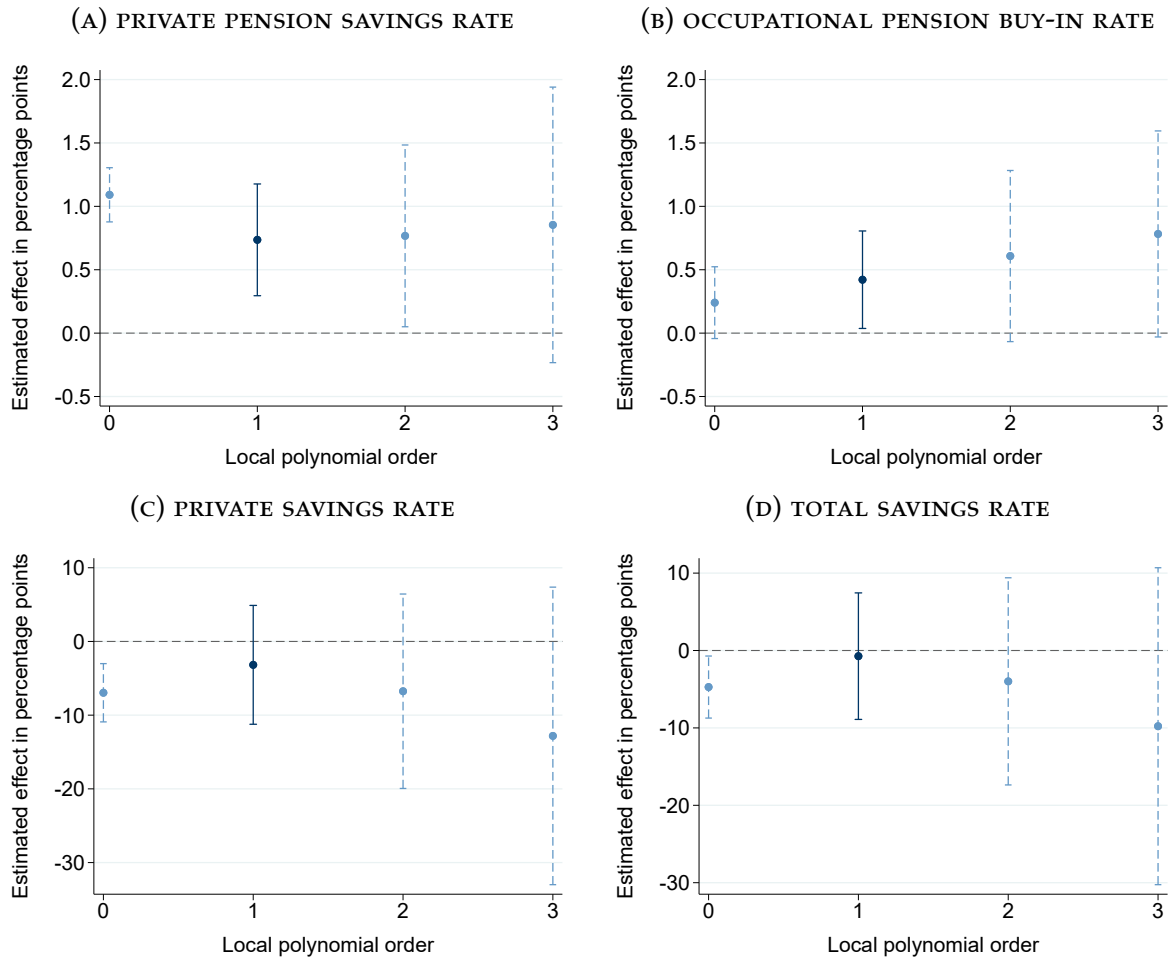 (A) PRIVATE PENSION SAVINGS RATE
Estimated effect in percentage points
2.0
1.5
1.0
0.5
0.0
-0.5
0 1 2 3
Local polynomial order
(B) OCCUPATIONAL PENSION BUY-IN RATE
Estimated effect in percentage points
2.0
1.5
1.0
0.5
0.0
-0.5
0 1 2 3
Local polynomial order
(C) PRIVATE SAVINGS RATE
Estimated effect in percentage points
10
0
-10
-20
-30
0 1 2 3
Local polynomial order
(D) TOTAL SAVINGS RATE
Estimated effect in percentage points
10
0
-10
-20
-30
0 1 2 3
Local polynomial order